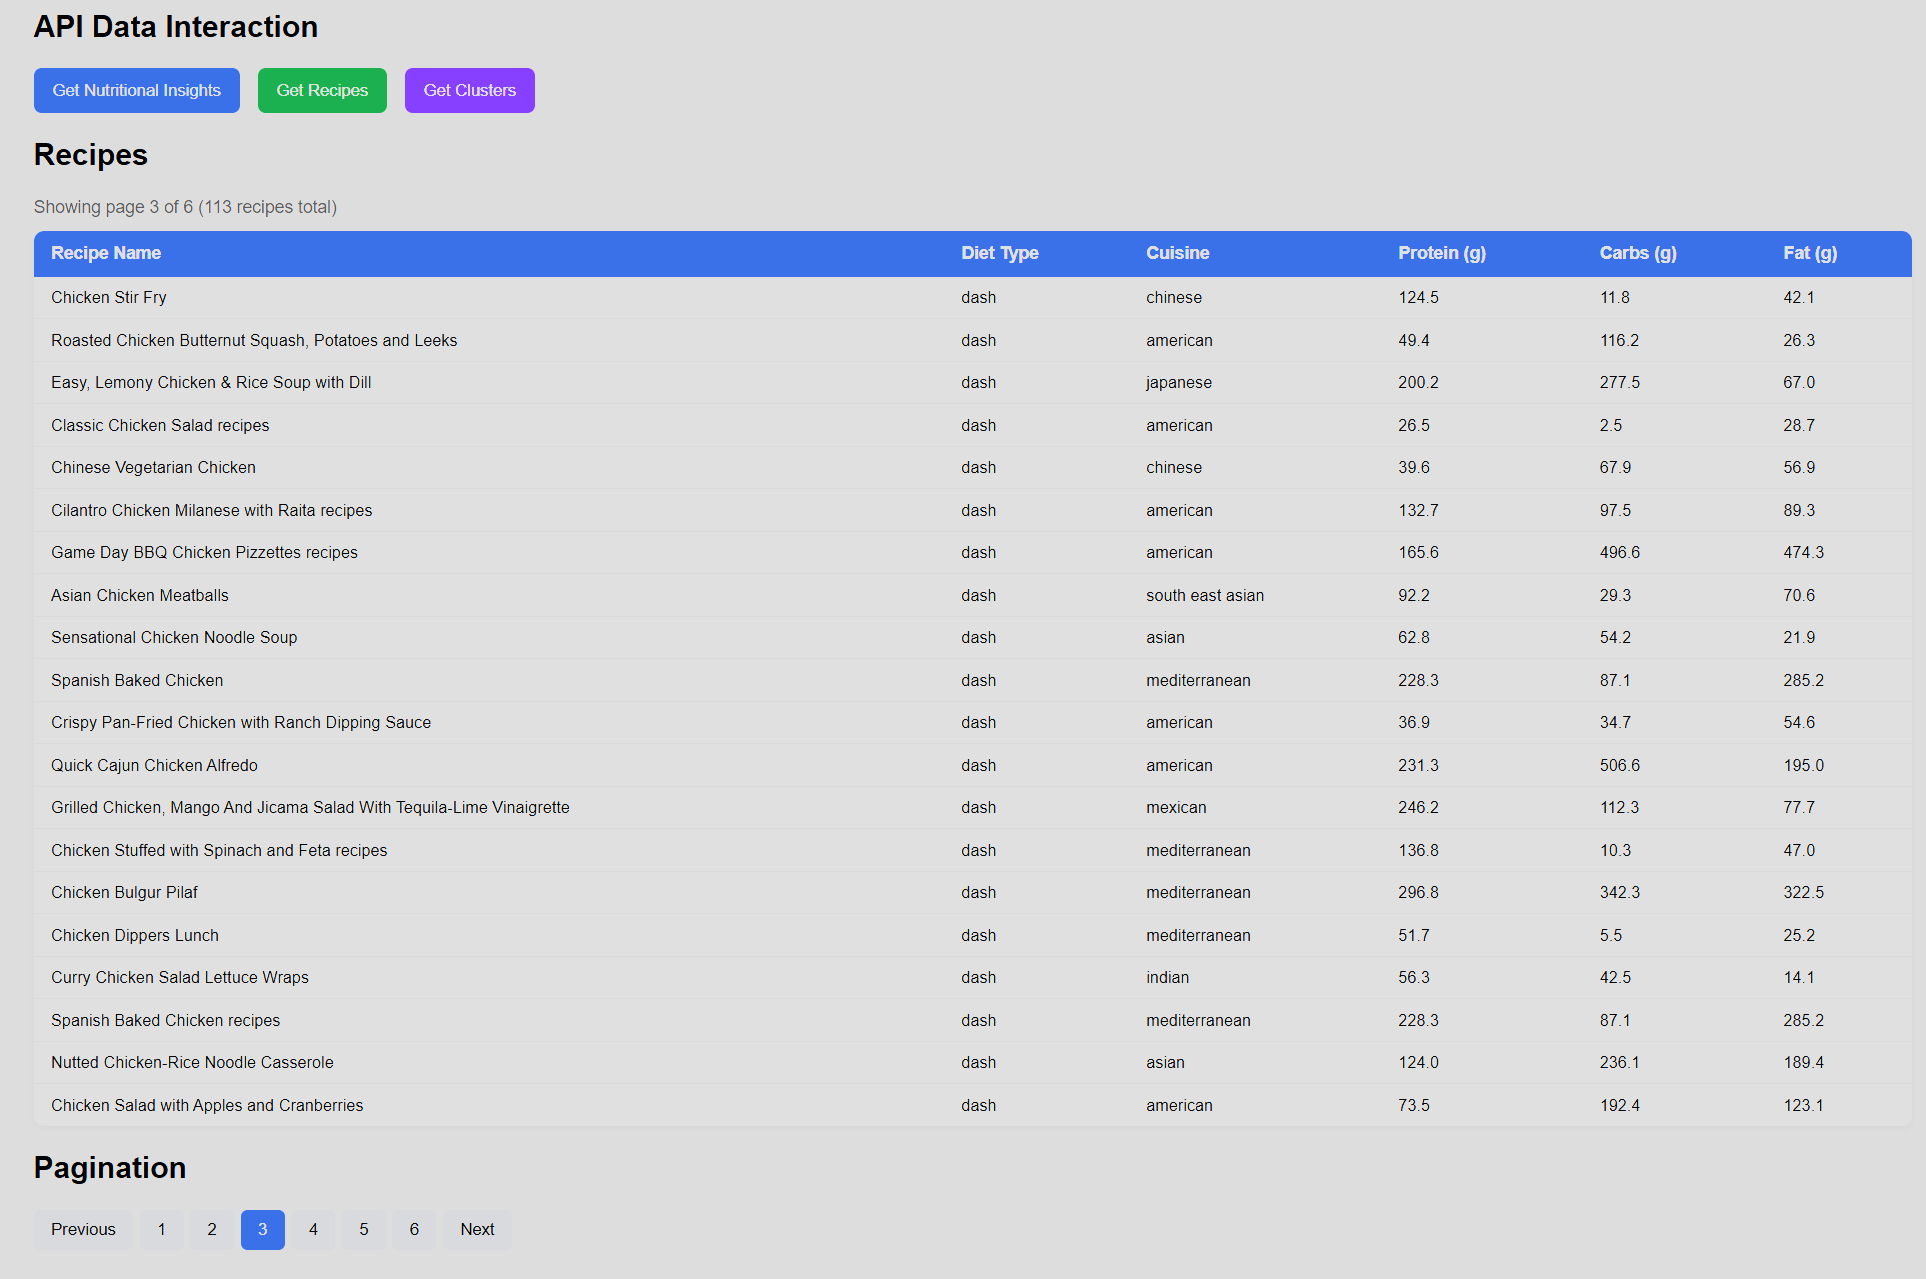 API Data Interaction
Get Nutritional Insights Get Recipes Get Clusters
Recipes
Showing page 3 of 6 (113 recipes total)
Recipe Name Diet Type Cuisine Protein (g) Carbs (g) Fat (g)
Chicken Stir Fry dash chinese 124.5 11.8 42.1
Roasted Chicken Butternut Squash, Potatoes and Leeks dash american 49.4 116.2 26.3
Easy, Lemony Chicken & Rice Soup with Dill dash japanese 200.2 277.5 67.0
Classic Chicken Salad recipes dash american 26.5 2.5 28.7
Chinese Vegetarian Chicken dash chinese 39.6 67.9 56.9
Cilantro Chicken Milanese with Raita recipes dash american 132.7 97.5 89.3
Game Day BBQ Chicken Pizzettes recipes dash american 165.6 496.6 474.3
Asian Chicken Meatballs dash south east asian 92.2 29.3 70.6
Sensational Chicken Noodle Soup dash asian 62.8 54.2 21.9
Spanish Baked Chicken dash mediterranean 228.3 87.1 285.2
Crispy Pan-Fried Chicken with Ranch Dipping Sauce dash american 36.9 34.7 54.6
Quick Cajun Chicken Alfredo dash american 231.3 506.6 195.0
Grilled Chicken, Mango And Jicama Salad With Tequila-Lime Vinaigrette dash mexican 246.2 112.3 77.7
Chicken Stuffed with Spinach and Feta recipes dash mediterranean 136.8 10.3 47.0
Chicken Bulgur Pilaf dash mediterranean 296.8 342.3 322.5
Chicken Dippers Lunch dash mediterranean 51.7 5.5 25.2
Curry Chicken Salad Lettuce Wraps dash indian 56.3 42.5 14.1
Spanish Baked Chicken recipes dash mediterranean 228.3 87.1 285.2
Nutted Chicken-Rice Noodle Casserole dash asian 124.0 236.1 189.4
Chicken Salad with Apples and Cranberries dash american 73.5 192.4 123.1
Pagination
Previous 1 2 3 4 5 6 Next